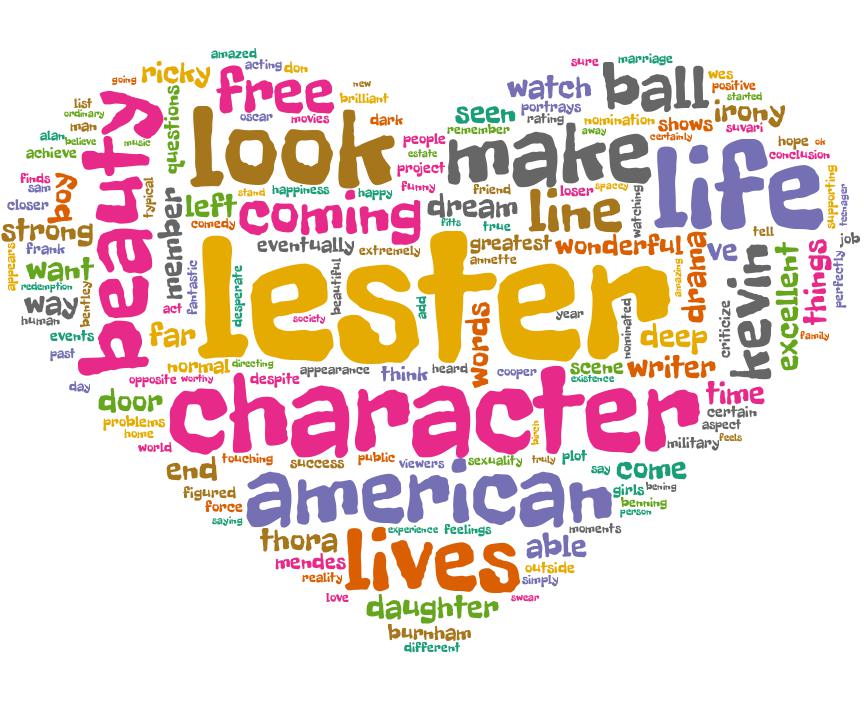 amazed
acting
don
going
ricky
free
new
brilliant
oscar
movies
dark
list
ordinary
man
alan
believe
music
achieve
questions
beauty
look
sure
marriage
watch
ball
wes
positive
started
portrays
rating
nomination
away
shows
certainly
irony
suvari
seen
remember
people
estate
project
funny
make
life
hope
ok
conclusion
supporting
teenager
finds
sam
closer
boy
typical
member
left
stand
happiness
happy
comedy
coming
friend
loser
spacey
watching
dream
fitts
true
line
tell
job
strong
appears
frank
want
redemption
bentley
way
human
events
past
day
act
fantastic
eventually
extremely
greatest
annette
wonderful
amazing
drama
ve
kevin
excellent
things
perfectly
family
criticize
desperate
lester
society
beautiful
add
words
year
nominated
deep
far
normal
directing
opposite
worthy
despite
appearance
think
heard
cooper
scene
existence
writer
door
problems
home
world
character
birch
time
certain
aspect
feels
military
end
touching
success
public
viewers
sexuality
truly
plot
say
come
figured
force
saying
american
girls
bening
benning
person
experience
feelings
moments
thora
mendes
reality
lives
able
outside
simply
love
swear
daughter
burnham
different